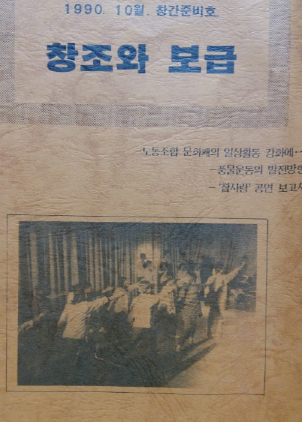 1990. 10월. 창간준비호
창조와 보급
노동조합 문화패의 일상활동 강화에
풍물운동의 발전방향
- '참사랑' 공연 보고서